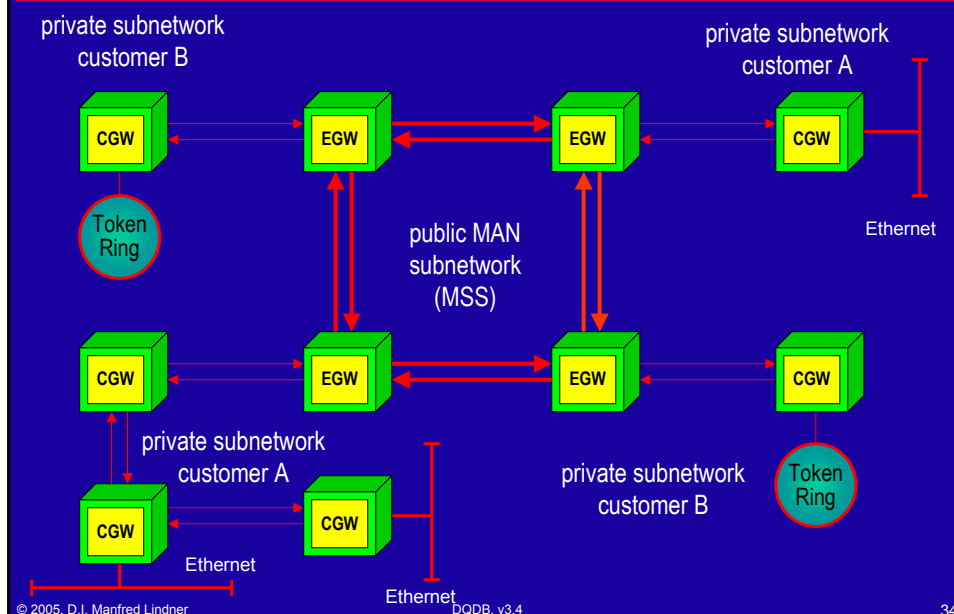 private subnetwork
customer B
private subnetwork
customer A
CGW
EGW
EGW
CGW
Token
Ring
Ethernet
public MAN
subnetwork
(MSS)
CGW
EGW
EGW
CGW
private subnetwork
customer A
private subnetwork
customer B
Token
Ring
CGW
CGW
Ethernet
Ethernet
© 2005, D.I. Manfred Lindner
DQDB, v3.4
34